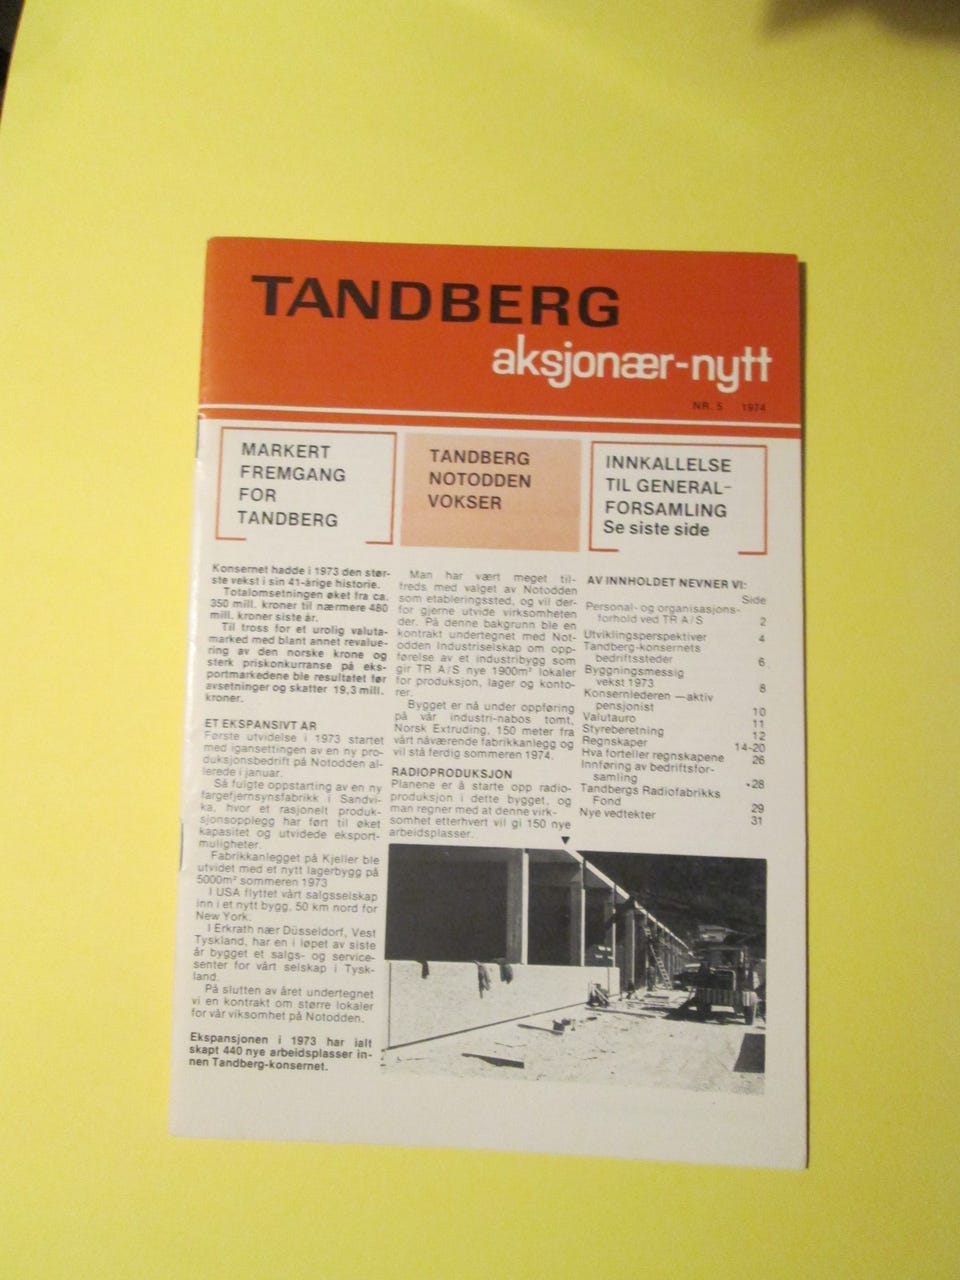 TANDBERG
aksjonær-nytt
NR. 5 1974
MARKERT
FREMGANG
FOR
TANDBERG
TANDBERG
NOTODDEN
VOKSER
INNKALLELSE
TIL GENERAL-
FORSAMLING
Se siste side
Konsernet hadde i 1973 den stør-
ste vekst i sin 41-årige historie.
Totalomsetningen øket fra ca.
350 mill. kroner til nærmere 480
mill. kroner siste år.
Til tross for et urolig valuta-
marked med blant annet revalue-
ring av den norske krone og
sterk priskonkurranse på eks-
portmarkedene ble resultatet før
avsetninger og skatter 19,3 mill.
kroner.
ET EKSPANSIVT ÅR
Første utvidelse i 1973 startet
med igansettingen av en ny pro-
duksjonsbedrift på Notodden al-
lerede i januar.
Så fulgte oppstarting av en ny
fargefjernsynsfabrikk i Sandvi-
ka, hvor et rasjonelt produk-
sjonsopplegg har ført til øket
kapasitet og utvidede eksport-
muligheter.
Fabrikkanlegget på Kjeller ble
utvidet med et nytt lagerbygg på
5000m² sommeren 1973
I USA flyttet vårt salgsselskap
inn i et nytt bygg, 50 km nord for
New York.
I Erkrath nær Düsseldorf, Vest
Tyskland, har en i løpet av siste
år bygget et salgs- og service-
senter for vårt selskap i Tysk-
land.
På slutten av året undertegnet
vi en kontrakt om større lokaler
for vår viksomhet på Notodden.
Ekspansjonen i 1973 har ialt
skapt 440 nye arbeidsplasser in-
nen Tandberg-konsernet.
Man har vært meget til-
freds med valget av Notodden
som etableringssted, og vil der-
for gjerne utvide virksomheten
der. På denne bakgrunn ble en
kontrakt undertegnet med Not-
odden Industriselskap om opp-
førelse av et industribygg som
gir TR A/S nye 1900m² lokaler
for produksjon, lager og konto-
rer.
Bygget er nå under oppføring
på vår industri-nabos tomt,
Norsk Extruding, 150 meter fra
vårt nåværende fabrikkanlegg og
vil stå ferdig sommeren 1974.
RADIOPRODUKSJON
Planene er å starte opp radio-
produksjon i dette bygget, og
man regner med at denne virk-
somhet etterhvert vil gi 150 nye
arbeidsplasser.
AV INNHOLDET NEVNER VI:
Side
Personal- og organisasjons-
forhold ved TR A/S 2
Utviklingsperspektiver 4
Tandberg-konsernets
bedriftssteder 6
Byggningsmessig
vekst 1973 8
Konsernlederen — aktiv
pensjonist 10
Valutauro 11
Styreberetning 12
Regnskaper 14-20
Hva forteller regnskapene 26
Innføring av bedriftsfor-
samling 28
Tandbergs Radiofabrikks
Fond 29
Nye vedtekter 31